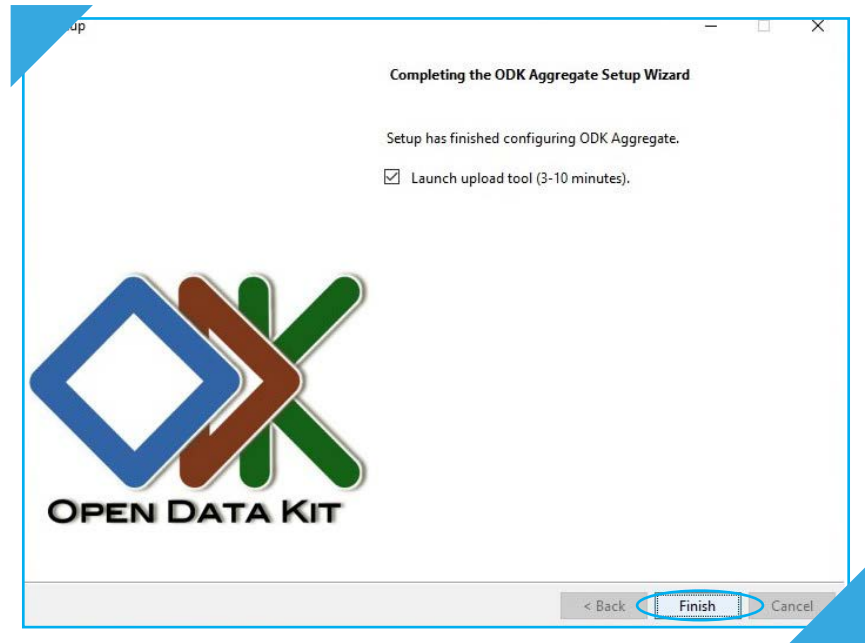 Completing the ODK Aggregate Setup Wizard
Setup has finished configuring ODK Aggregate.
Launch upload tool (3-10 minutes).
OPEN DATA KIT
< Back
Finish
Cancel